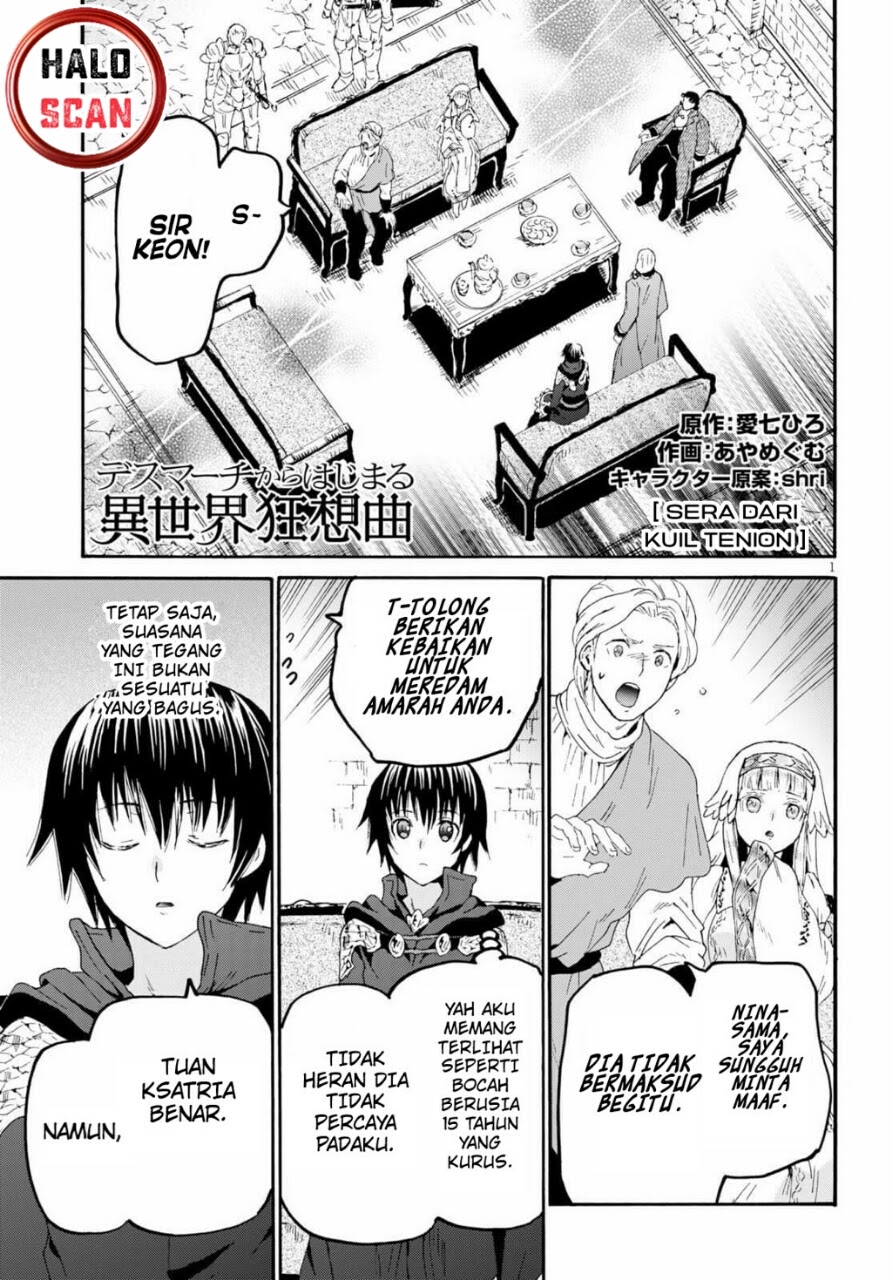 HALO
SCAN
S-
SIR
KEON!
デスマーチからはじまる
異世界狂想曲
原作:愛七ひろ
作画:あやめぐむ
キャラクター原案:shri
[ SERA DARI
KUIL TENION ]
1
NINA-
SAMA,
SAYA
SUNGGUH
MINTA
MAAF.
DIA TIDAK
BERMAKSUD
BEGITU.
T-TOLONG
BERIKAN
KEBAIKAN
UNTUK
MEREDAM
AMARAH ANDA.
YAH AKU
MEMANG
TERLIHAT
SEPERTI
BOCAH
BERUSIA
15 TAHUN
YANG
KURUS.
TIDAK
HERAN DIA
TIDAK
PERCAYA
PADAKU.
TETAP SAJA,
SUASANA
YANG TEGANG
INI BUKAN
SESUATU
YANG BAGUS.
TUAN
KSATRIA
BENAR.
NAMUN,